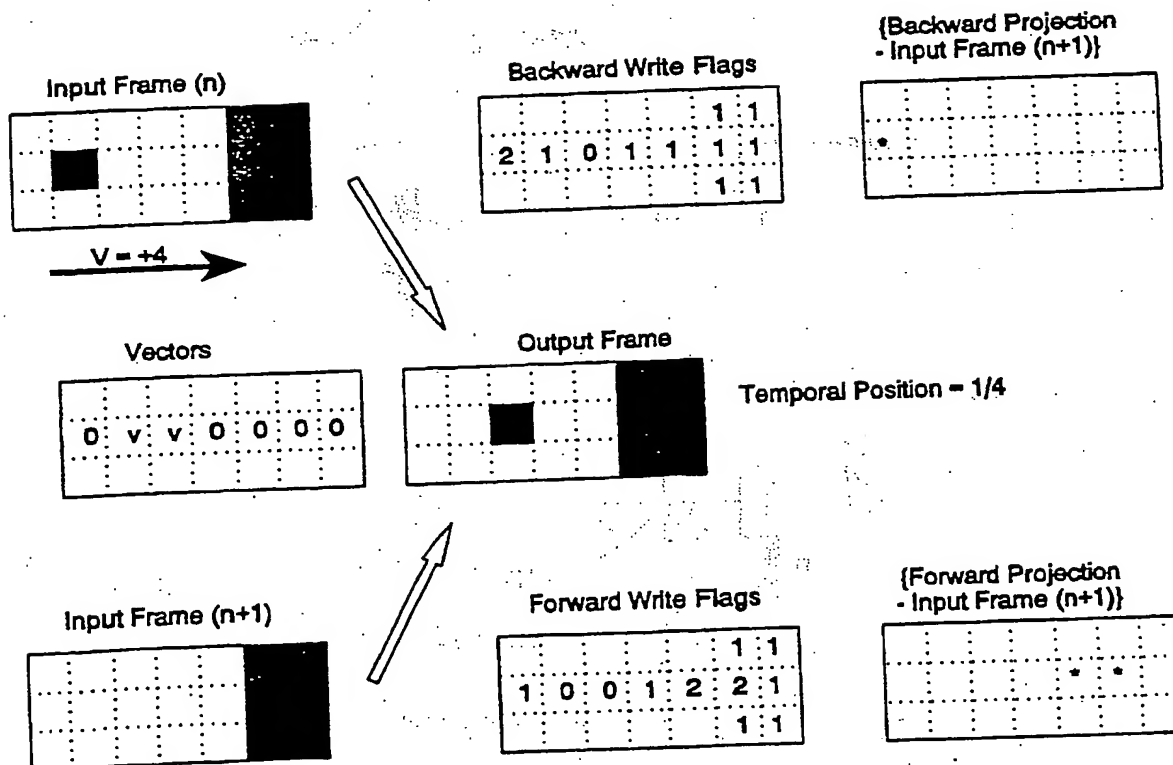 Input Frame (n)
V = +4
Backward Write Flags
1 1
2 1 0 1 1 1 1
1 1
{Backward Projection
- Input Frame (n+1)}
*
Vectors
0 v v 0 0 0 0
Output Frame
Temporal Position = 1/4
Input Frame (n+1)
Forward Write Flags
1 1
1 0 0 1 2 2 1
1 1
{Forward Projection
- Input Frame (n+1)}
* *